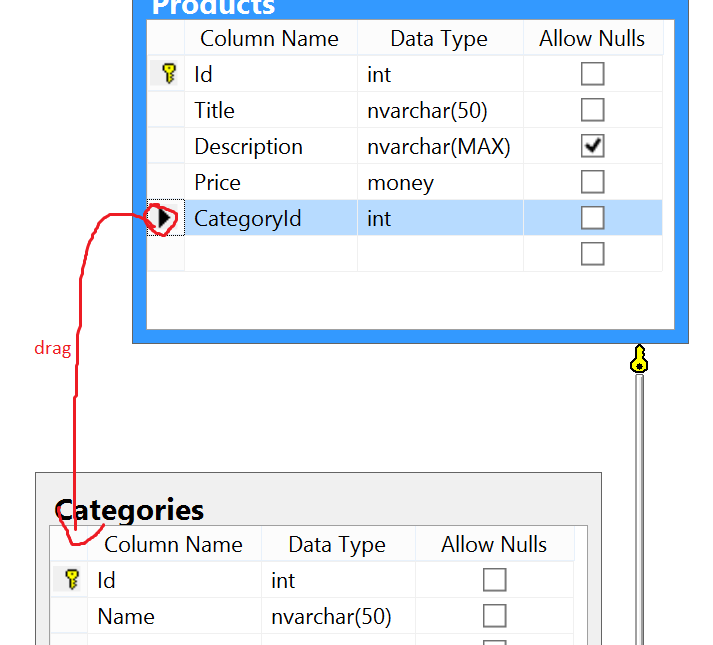 Products
Column Name Data Type Allow Nulls
Id int
Title nvarchar(50)
Description nvarchar(MAX)
Price money
CategoryId int
drag
Categories
Column Name Data Type Allow Nulls
Id int
Name nvarchar(50)